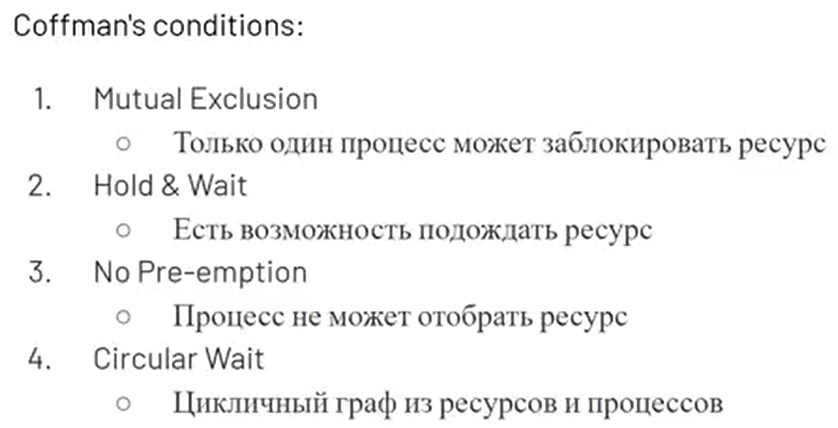 Coffman's conditions:
1. Mutual Exclusion
○ Только один процесс может заблокировать ресурс
2. Hold & Wait
○ Есть возможность подождать ресурс
3. No Pre-emption
○ Процесс не может отобрать ресурс
4. Circular Wait
○ Цикличный граф из ресурсов и процессов